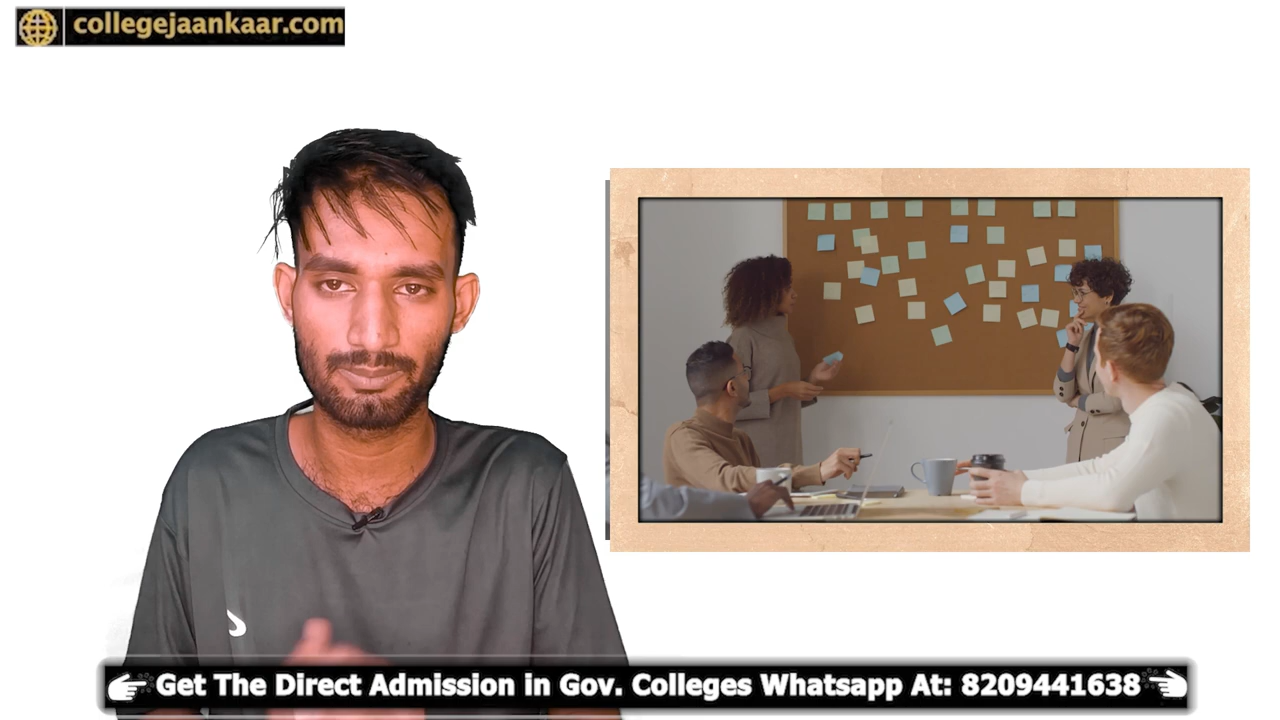 collegejaankaar.com
Get The Direct Admission in Gov. Colleges Whatsapp At: 8209441638